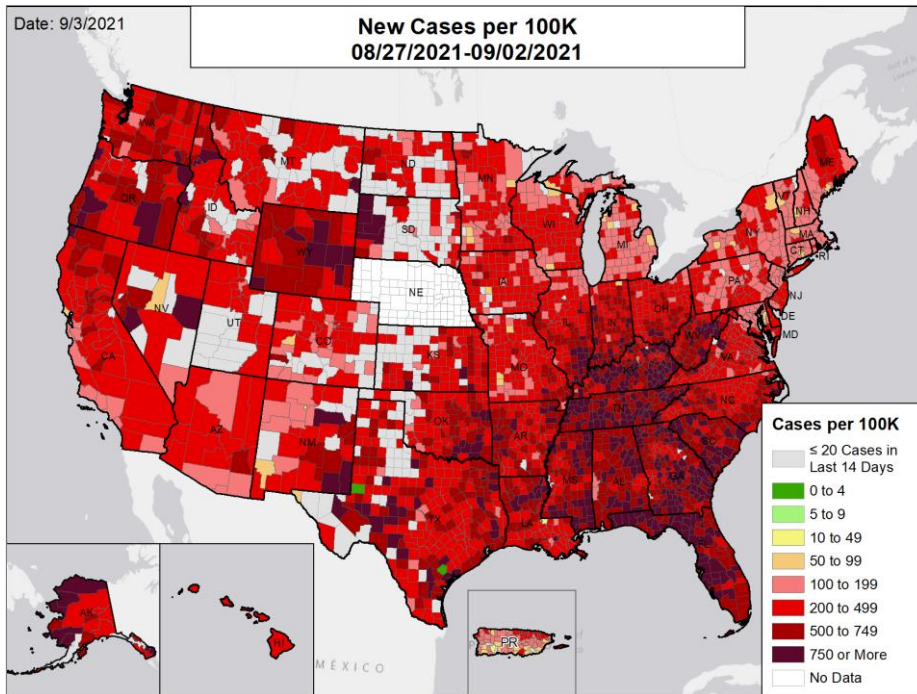 Date: 9/3/2021
New Cases per 100K
08/27/2021-09/02/2021
WA
MT
ND
MN
ME
OR
ID
WY
SD
WI
MI
VT
NH
NY
MA
CT
RI
NV
UT
CO
NE
IA
IL
IN
OH
PA
NJ
DE
MD
CA
KS
MO
KY
WV
VA
AZ
NM
OK
AR
TN
NC
SC
TX
LA
MS
AL
GA
FL
AK
HI
PR
MÉXICO
Cases per 100K
≤ 20 Cases in
Last 14 Days
0 to 4
5 to 9
10 to 49
50 to 99
100 to 199
200 to 499
500 to 749
750 or More
No Data